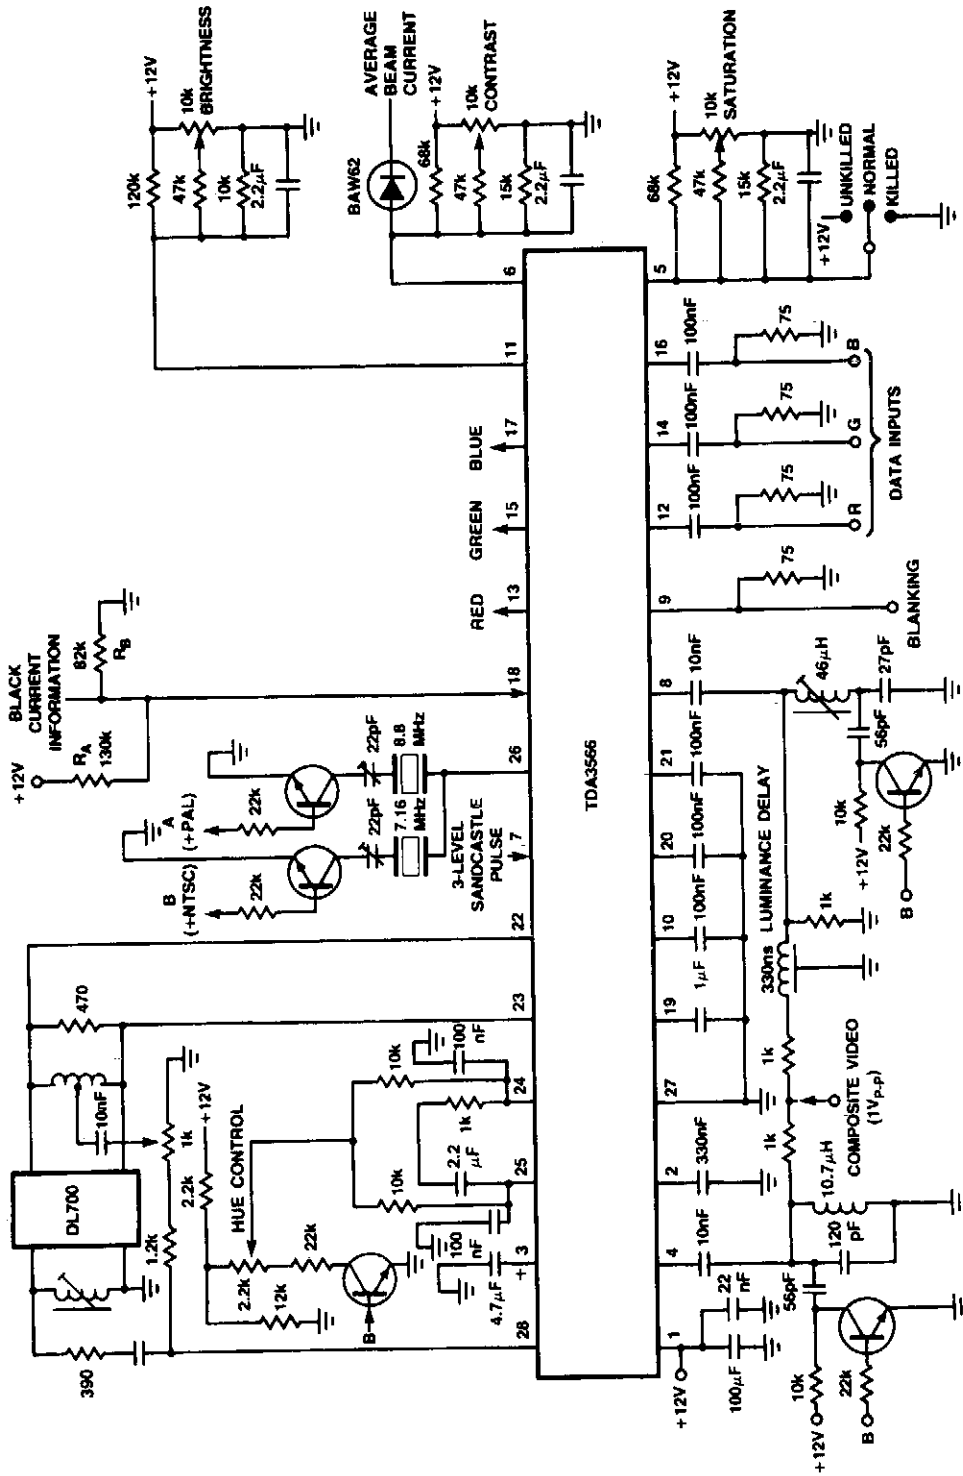 +12V
120k
10k
BRIGHTNESS
47k
10k
2.2µF
AVERAGE
BEAM
CURRENT
BAW62
+12V
68k
10k
CONTRAST
47k
15k
2.2µF
+12V
68k
10k
SATURATION
47k
15k
2.2µF
+12V
UNKILLED
NORMAL
KILLED
BLACK
CURRENT
INFORMATION
+12V
RA
130k
82k
RB
RED
GREEN
BLUE
A
(+PAL)
B
(+NTSC)
22k
22k
22pF
22pF
8.8
MHz
7.16
MHz
3-LEVEL
SANDCASTLE
PULSE
470
DL700
10nF
1k
1.2k
390
+12V
2.2k
HUE CONTROL
2.2k
12k
22k
B
10k
10k
1k
2.2
µF
100
nF
100
nF
4.7µF
+
28
3
25
24
23
22
7
26
18
13
15
17
11
6
TDA3566
1
4
2
27
19
10
20
21
8
9
12
14
16
5
+12V
100µF
22
nF
10nF
330nF
1µF
100nF
100nF
100nF
10nF
100nF
100nF
100nF
75
75
75
75
BLANKING
R
G
B
DATA INPUTS
56pF
120
pF
10.7µH
1k
1k
COMPOSITE VIDEO
(1Vp-p)
330ns LUMINANCE DELAY
1k
46µH
56pF
27pF
10k
+12V
22k
B
10k
+12V
22k
B